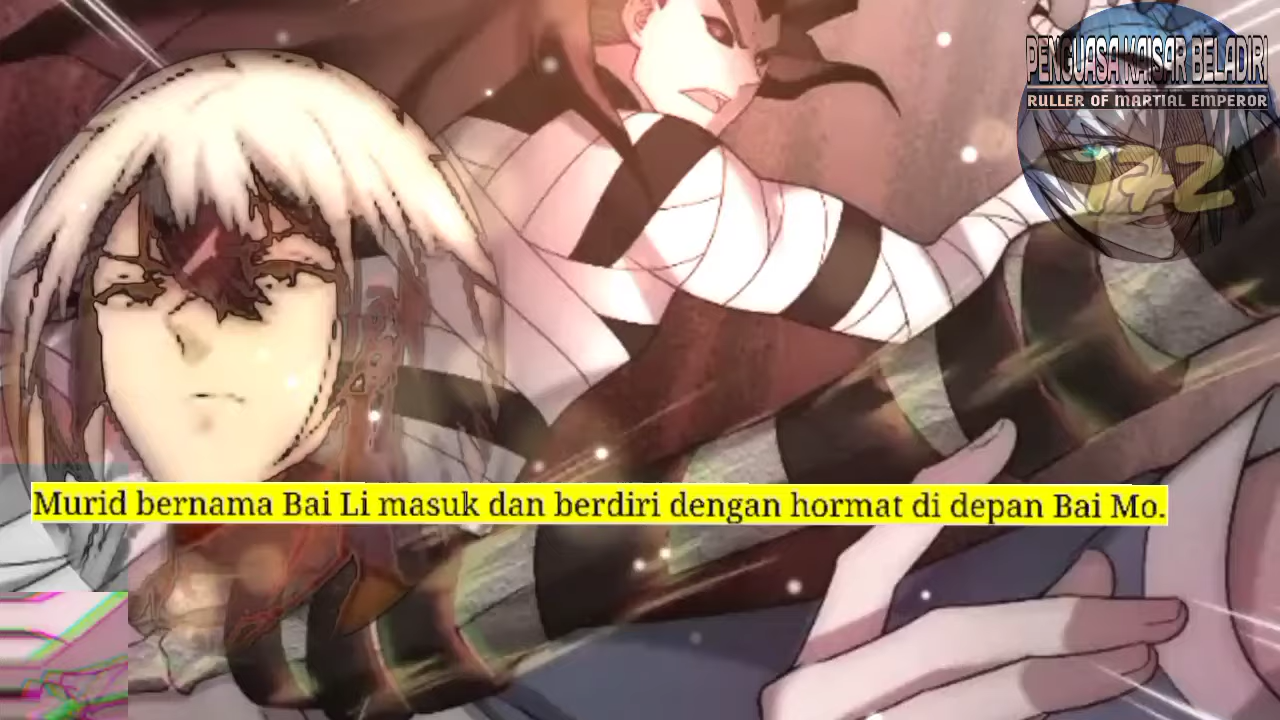 PENGUASA KAISAR BELADIRI
RULLER OF MARTIAL EMPEROR
Murid bernama Bai Li masuk dan berdiri dengan hormat di depan Bai Mo.